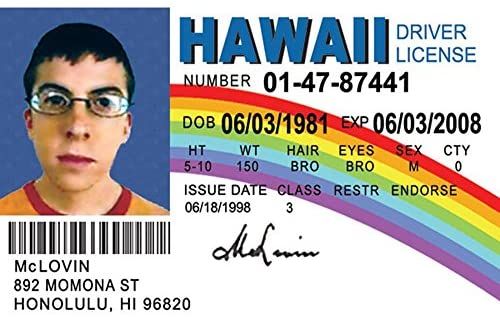 HAWAII DRIVER LICENSE
NUMBER 01-47-87441
DOB 06/03/1981 EXP 06/03/2008
HT WT HAIR EYES SEX CTY
5-10 150 BRO BRO M 0
ISSUE DATE CLASS RESTR ENDORSE
06/18/1998 3
McLovin
McLOVIN
892 MOMONA ST
HONOLULU, HI 96820